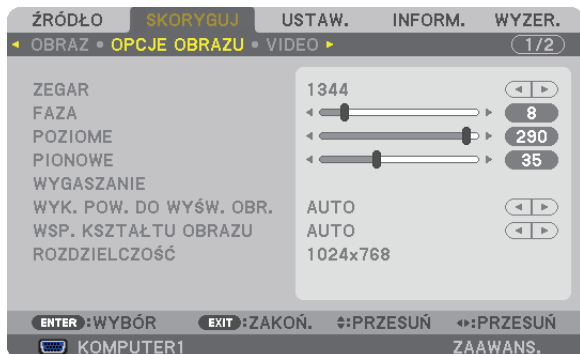 ŹRÓDŁO SKORYGUJ USTAW. INFORM. WYZER.
OBRAZ • OPCJE OBRAZU • VIDEO 1/2
ZEGAR 1344
FAZA 8
POZIOME 290
PIONOWE 35
WYGASZANIE
WYK. POW. DO WYŚW. OBR. AUTO
WSP. KSZTAŁTU OBRAZU AUTO
ROZDZIELCZOŚĆ 1024x768
ENTER :WYBÓR EXIT :ZAKOŃ. :PRZESUŃ :PRZESUŃ
KOMPUTER1 ZAAWANS.